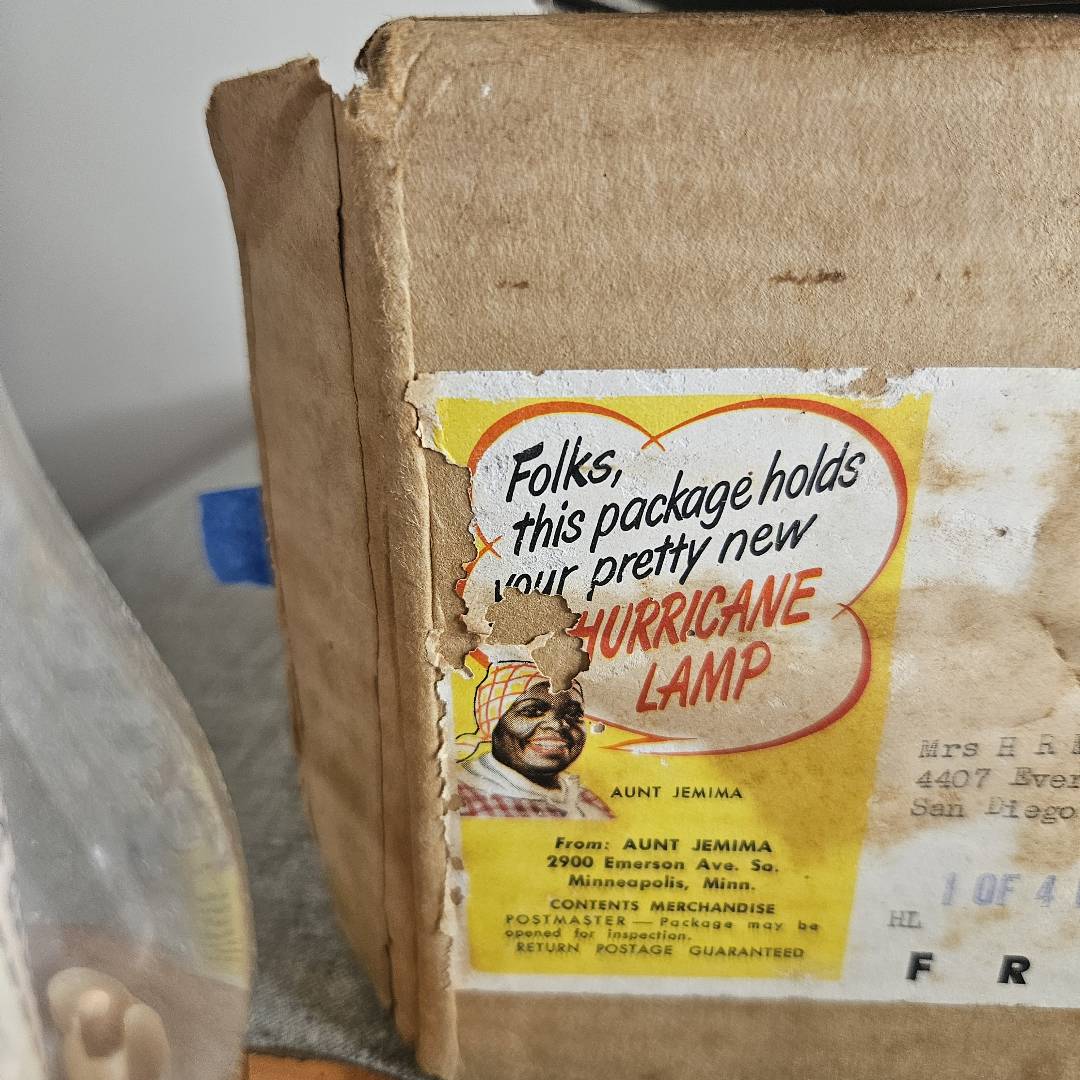 Folks,
this package holds
your pretty new
HURRICANE
LAMP
AUNT JEMIMA
From: AUNT JEMIMA
2900 Emerson Ave. So.
Minneapolis, Minn.
CONTENTS MERCHANDISE
POSTMASTER — Package may be
opened for inspection.
RETURN POSTAGE GUARANTEED
Mrs H R
4407
San Diego
1 OF 4
HL
F R